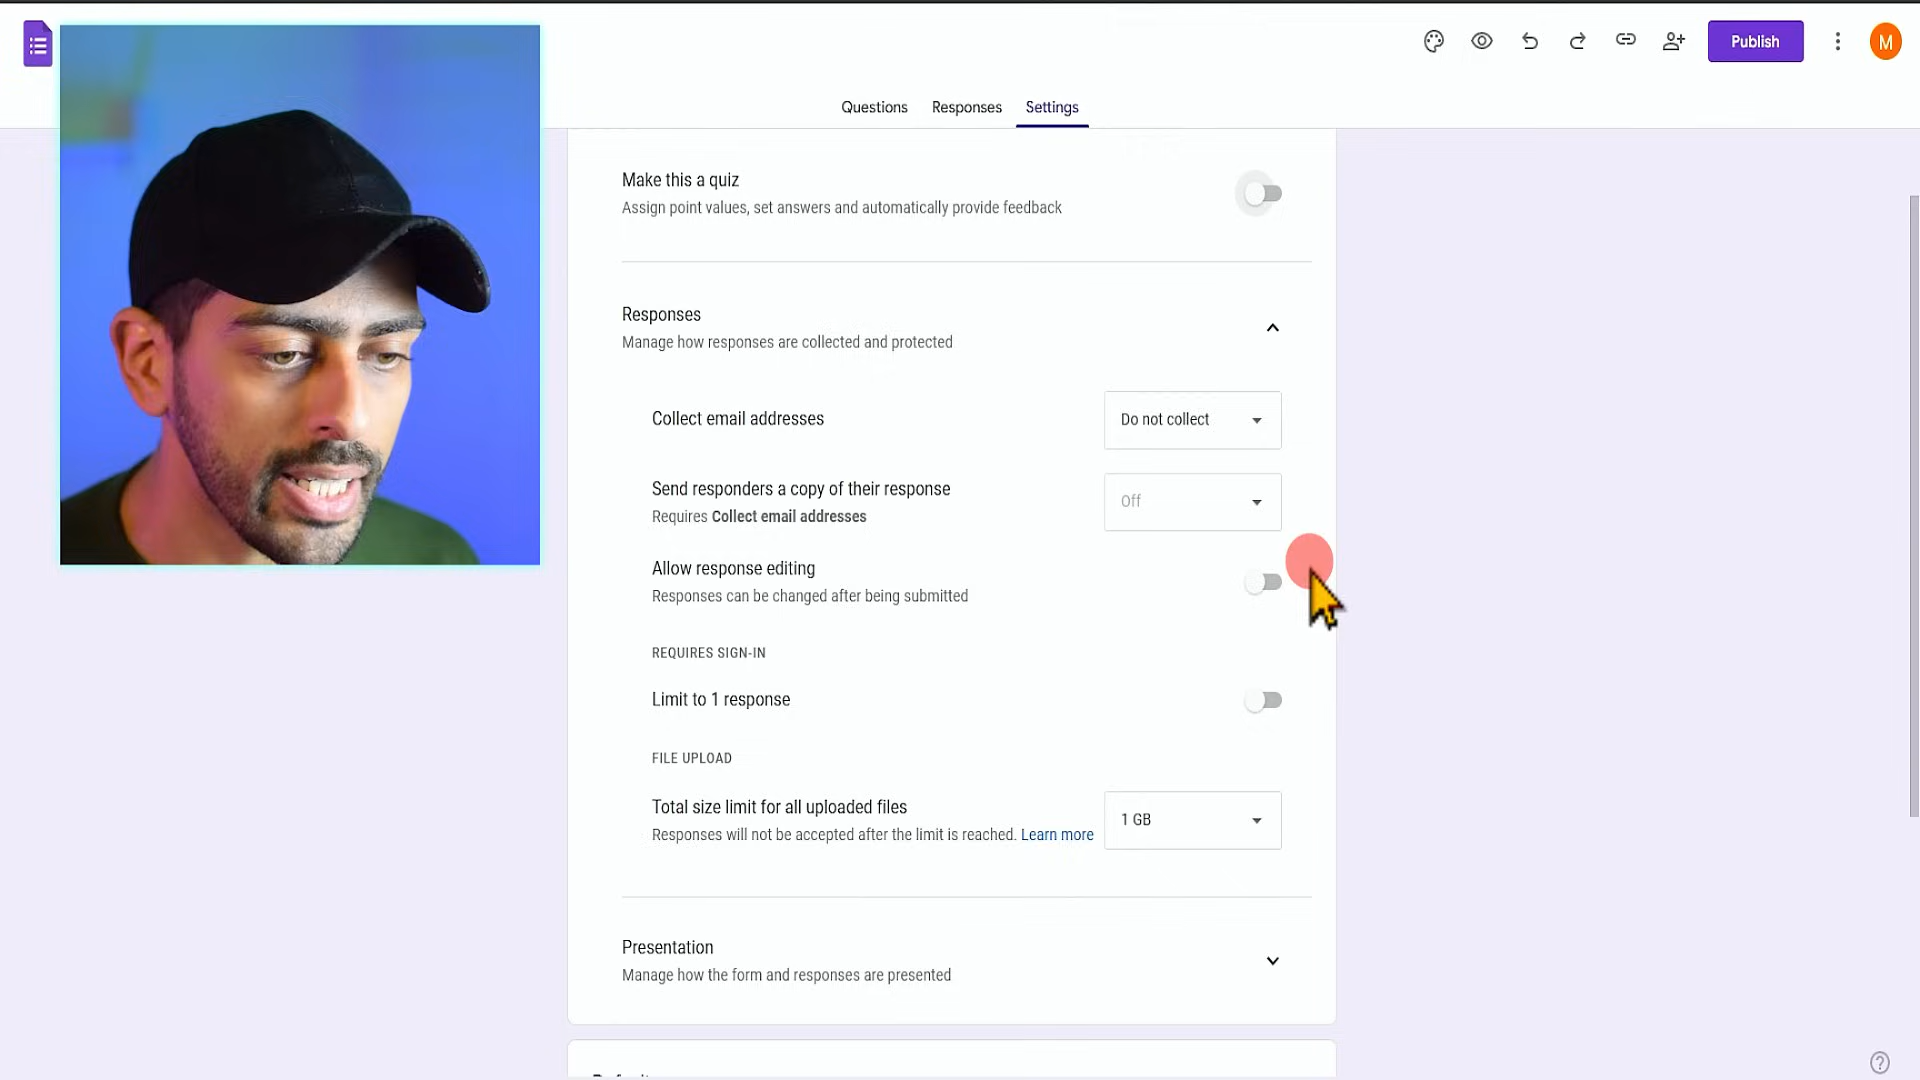 Publish
M
Questions Responses Settings
Make this a quiz
Assign point values, set answers and automatically provide feedback
Responses
Manage how responses are collected and protected
Collect email addresses
Do not collect
Send responders a copy of their response
Requires Collect email addresses
Off
Allow response editing
Responses can be changed after being submitted
REQUIRES SIGN-IN
Limit to 1 response
FILE UPLOAD
Total size limit for all uploaded files
Responses will not be accepted after the limit is reached. Learn more
1 GB
Presentation
Manage how the form and responses are presented